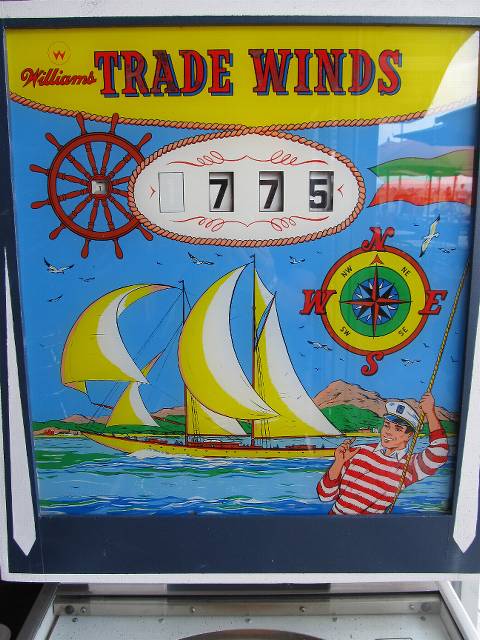 Williams
TRADE WINDS
775
N
NW NE
W E
SW SE
S